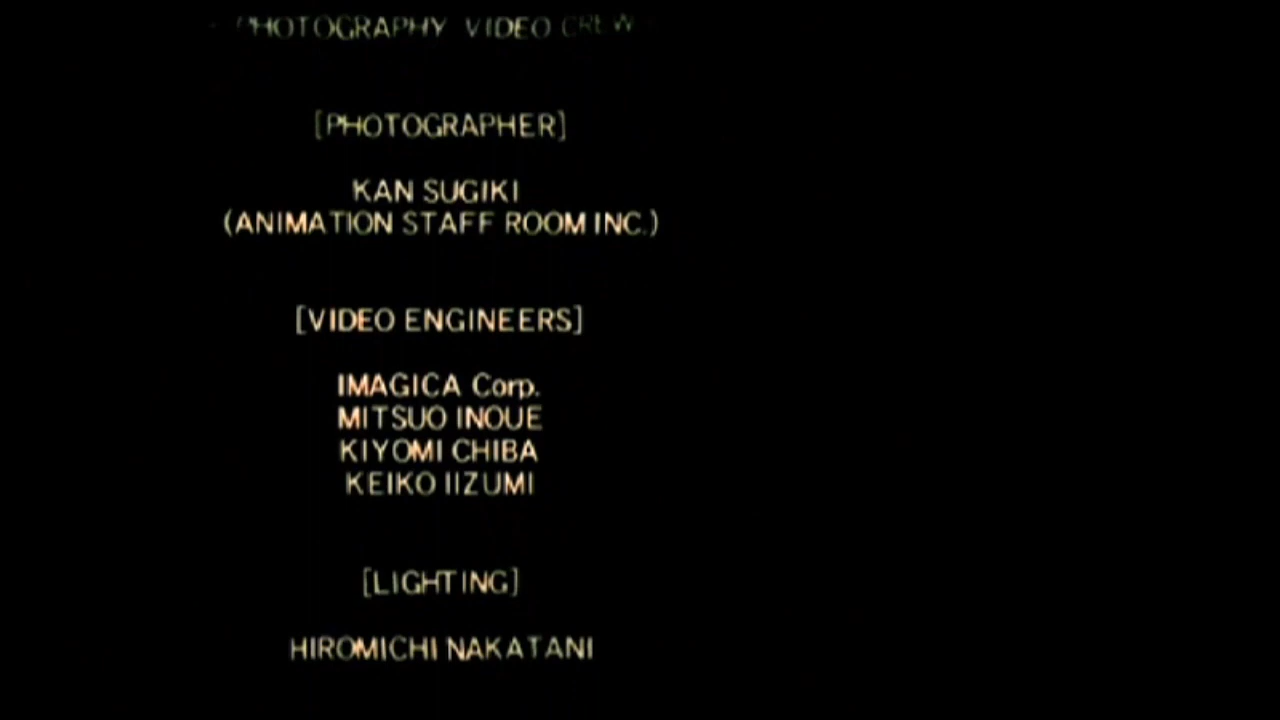 PHOTOGRAPHY VIDEO CREW
[PHOTOGRAPHER]
KAN SUGIKI
(ANIMATION STAFF ROOM INC.)
[VIDEO ENGINEERS]
IMAGICA Corp.
MITSUO INOUE
KIYOMI CHIBA
KEIKO IIZUMI
[LIGHTING]
HIROMICHI NAKATANI